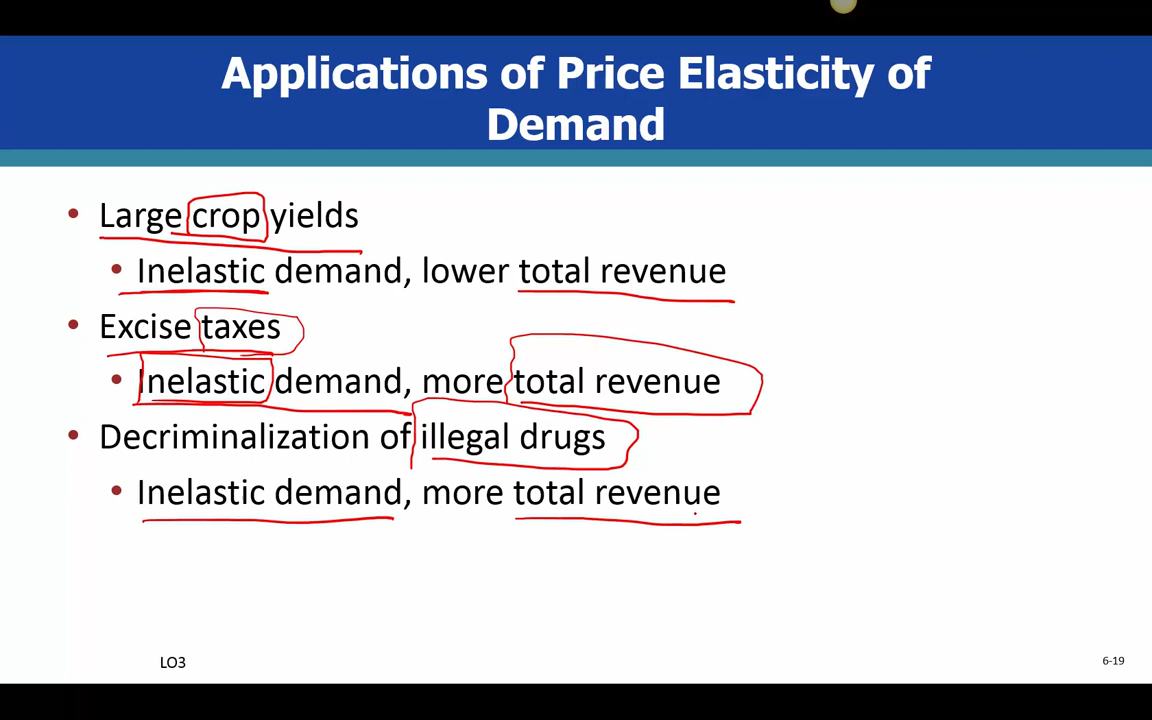 Applications of Price Elasticity of
Demand
• Large crop yields
• Inelastic demand, lower total revenue
• Excise taxes
• Inelastic demand, more total revenue
• Decriminalization of illegal drugs
• Inelastic demand, more total revenue
LO3
6-19